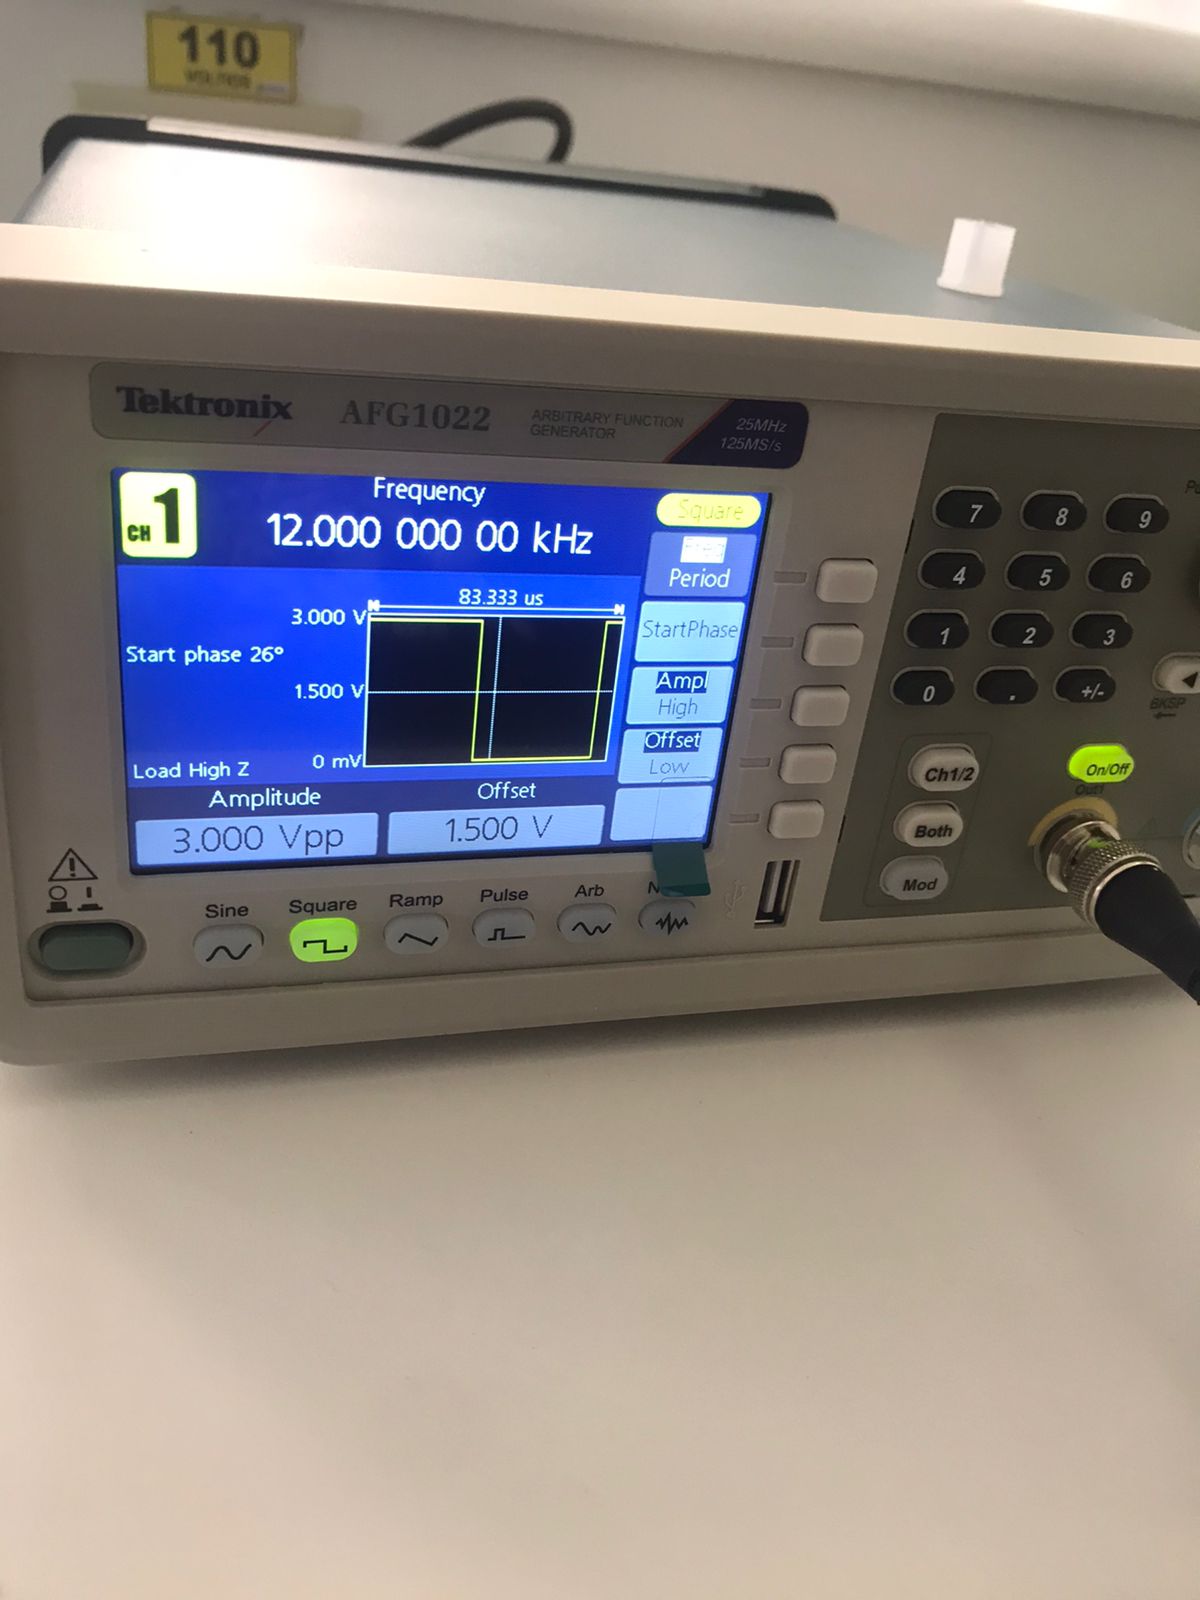 110
VOLTIOS
Tektronix AFG1022 ARBITRARY FUNCTION
GENERATOR
25MHz
125MS/s
CH 1
Frequency
12.000 000 00 kHz
Square
Freq
Period
StartPhase
Ampl
High
Offset
Low
83.333 us
3.000 V
Start phase 26°
1.500 V
0 mV
Load High Z
Amplitude
3.000 Vpp
Offset
1.500 V
Sine
Square
Ramp
Pulse
Arb
7 8 9
4 5 6
1 2 3
0 . +/-
BKSP
Ch1/2
Both
Mod
On/Off
Out1